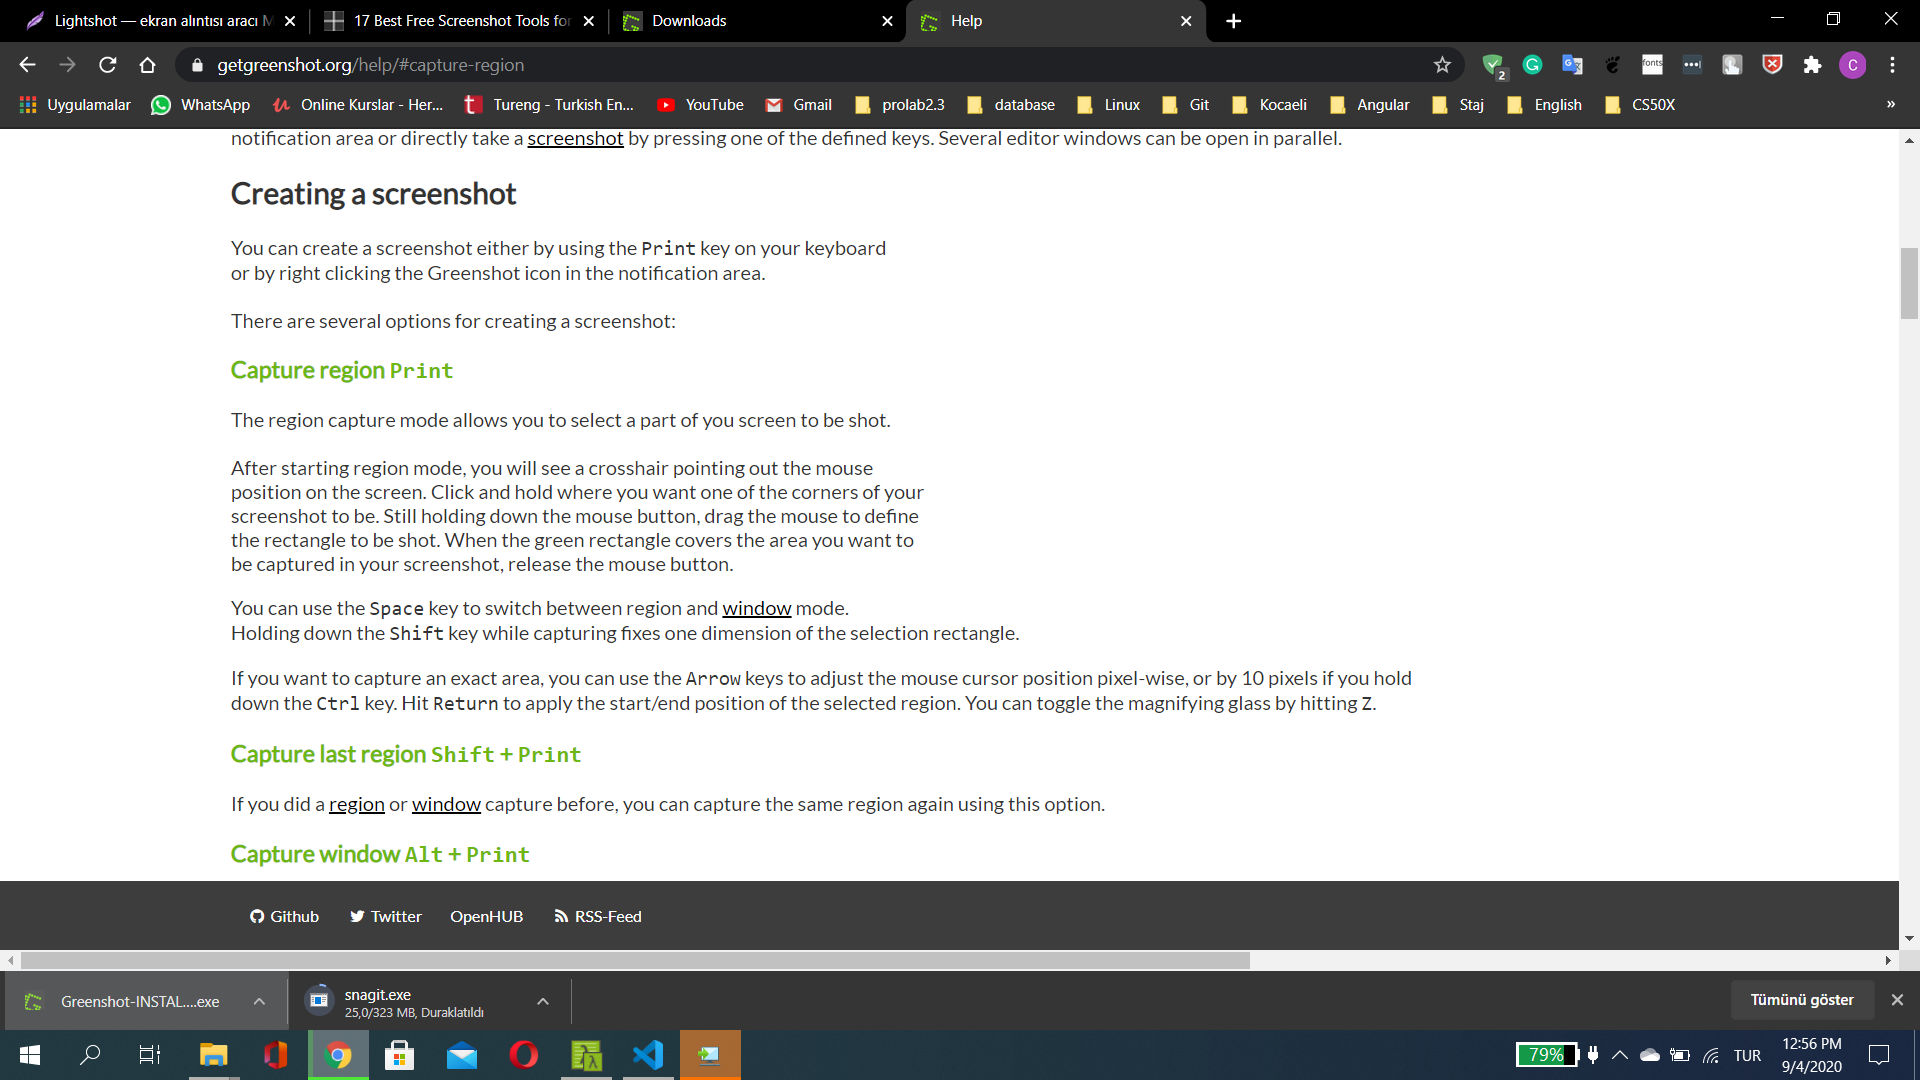 Lightshot — ekran alıntısı aracı M
17 Best Free Screenshot Tools for
Downloads
Help
getgreenshot.org/help/#capture-region
2
fonts
C
Uygulamalar
WhatsApp
Online Kurslar - Her...
Tureng - Turkish En...
YouTube
Gmail
prolab2.3
database
Linux
Git
Kocaeli
Angular
Staj
English
CS50X
»
notification area or directly take a screenshot by pressing one of the defined keys. Several editor windows can be open in parallel.
Creating a screenshot
You can create a screenshot either by using the Print key on your keyboard
or by right clicking the Greenshot icon in the notification area.
There are several options for creating a screenshot:
Capture region Print
The region capture mode allows you to select a part of you screen to be shot.
After starting region mode, you will see a crosshair pointing out the mouse
position on the screen. Click and hold where you want one of the corners of your
screenshot to be. Still holding down the mouse button, drag the mouse to define
the rectangle to be shot. When the green rectangle covers the area you want to
be captured in your screenshot, release the mouse button.
You can use the Space key to switch between region and window mode.
Holding down the Shift key while capturing fixes one dimension of the selection rectangle.
If you want to capture an exact area, you can use the Arrow keys to adjust the mouse cursor position pixel-wise, or by 10 pixels if you hold
down the Ctrl key. Hit Return to apply the start/end position of the selected region. You can toggle the magnifying glass by hitting Z.
Capture last region Shift + Print
If you did a region or window capture before, you can capture the same region again using this option.
Capture window Alt + Print
Github
Twitter
OpenHUB
RSS-Feed
Greenshot-INSTAL....exe
snagit.exe
25,0/323 MB, Duraklatıldı
Tümünü göster
79%
TUR
12:56 PM
9/4/2020